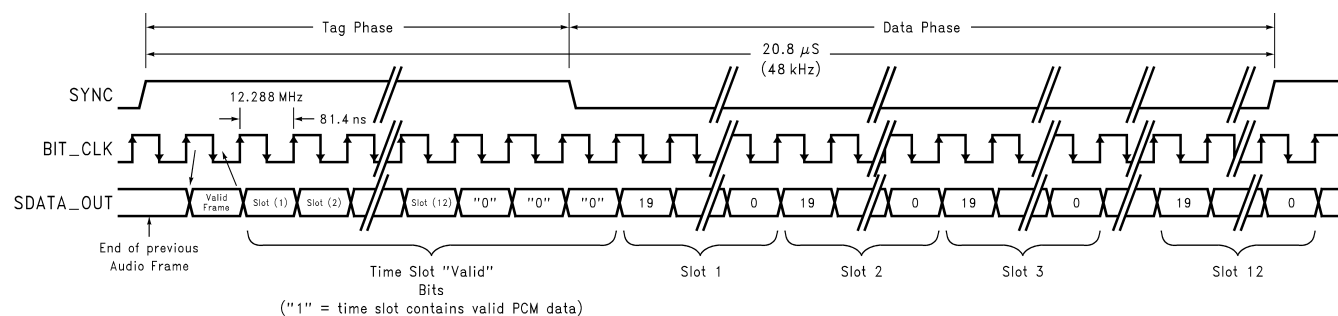 Tag Phase
Data Phase
20.8 μS
(48 kHz)
SYNC
12.288 MHz
81.4 ns
BIT_CLK
SDATA_OUT
Valid
Frame
Slot (1)
Slot (2)
Slot (12)
"0"
"0"
"0"
19
0
19
0
19
0
19
0
End of previous
Audio Frame
Time Slot "Valid"
Bits
("1" = time slot contains valid PCM data)
Slot 1
Slot 2
Slot 3
Slot 12